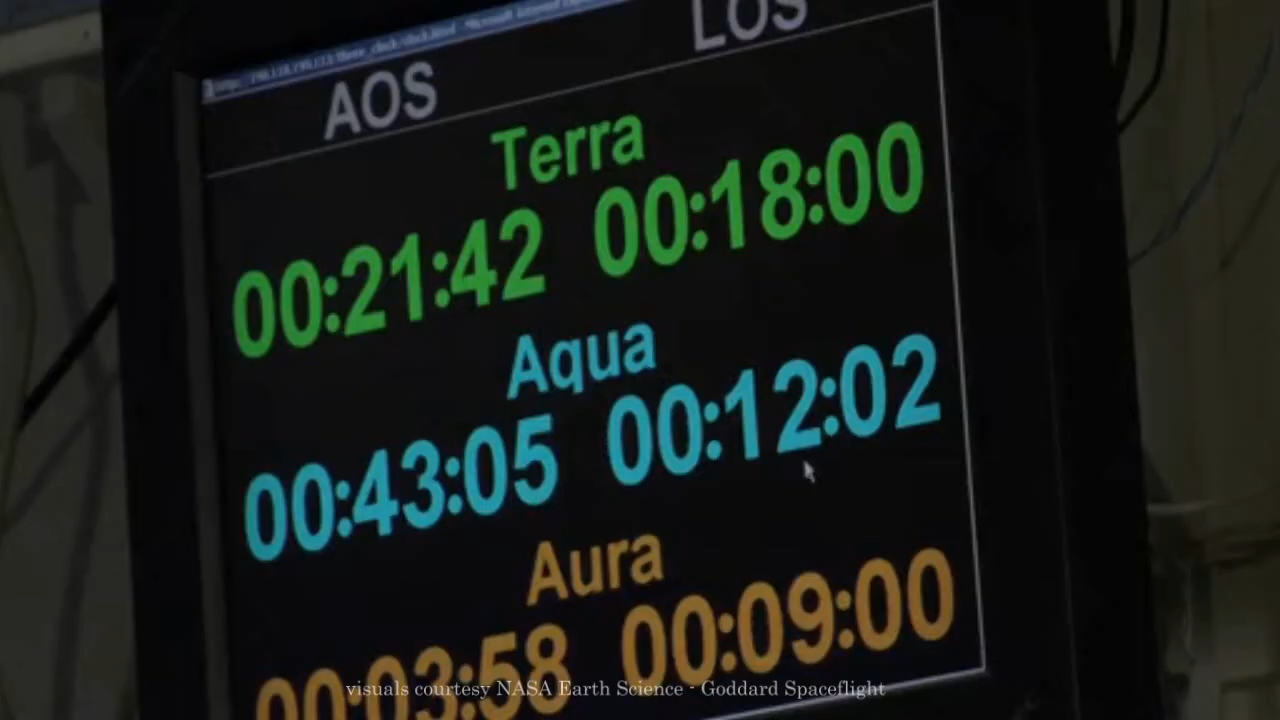 AOS LOS
Terra
00:21:42 00:18:00
Aqua
00:43:05 00:12:02
Aura
00:03:58 00:09:00
visuals courtesy NASA Earth Science - Goddard Spaceflight